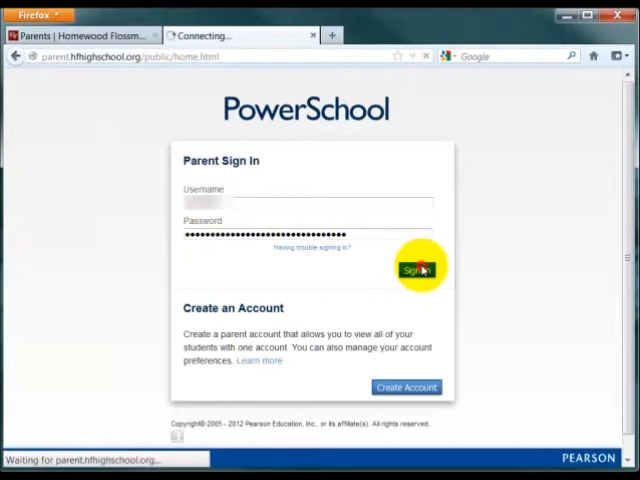 Firefox
Parents | Homewood Flossm...
Connecting...
parent.hfhighschool.org/public/home.html
Google
PowerSchool
Parent Sign In
Username
Password
Having trouble signing in?
Sign In
Create an Account
Create a parent account that allows you to view all of your
students with one account. You can also manage your account
preferences. Learn more
Create Account
Copyright© 2005 - 2012 Pearson Education, Inc., or its affiliate(s). All rights reserved.
PEARSON
Waiting for parent.hfhighschool.org...